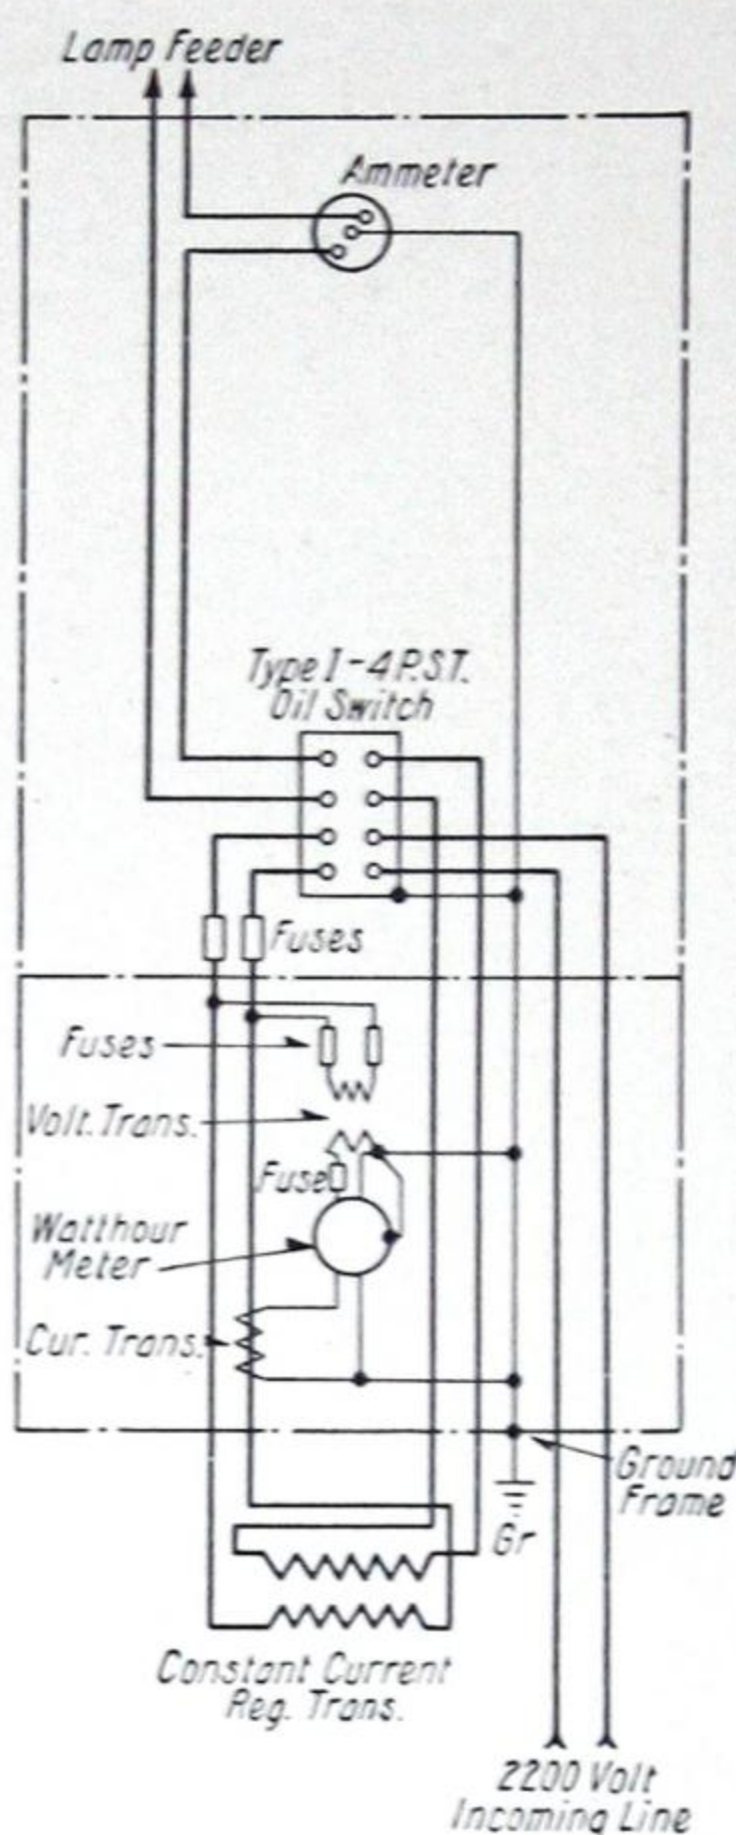 Lamp Feeder
Ammeter
Type I-4P.S.T.
Oil Switch
Fuses
Fuses
Volt. Trans.
Fuse
Watthour
Meter
Cur. Trans.
Ground
Frame
Gr
Constant Current
Reg. Trans.
2200 Volt
Incoming Line